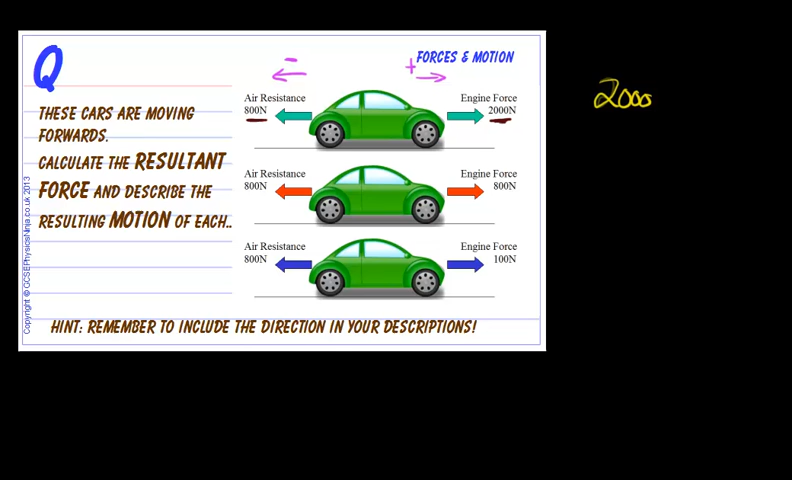 Q
FORCES & MOTION
- +
THESE CARS ARE MOVING
FORWARDS.
CALCULATE THE RESULTANT
FORCE AND DESCRIBE THE
RESULTING MOTION OF EACH..
Air Resistance
800N
Engine Force
2000N
Air Resistance
800N
Engine Force
800N
Air Resistance
800N
Engine Force
100N
HINT: REMEMBER TO INCLUDE THE DIRECTION IN YOUR DESCRIPTIONS!
Copyright © GCSEPhysicsNinja.co.uk 2013
2000